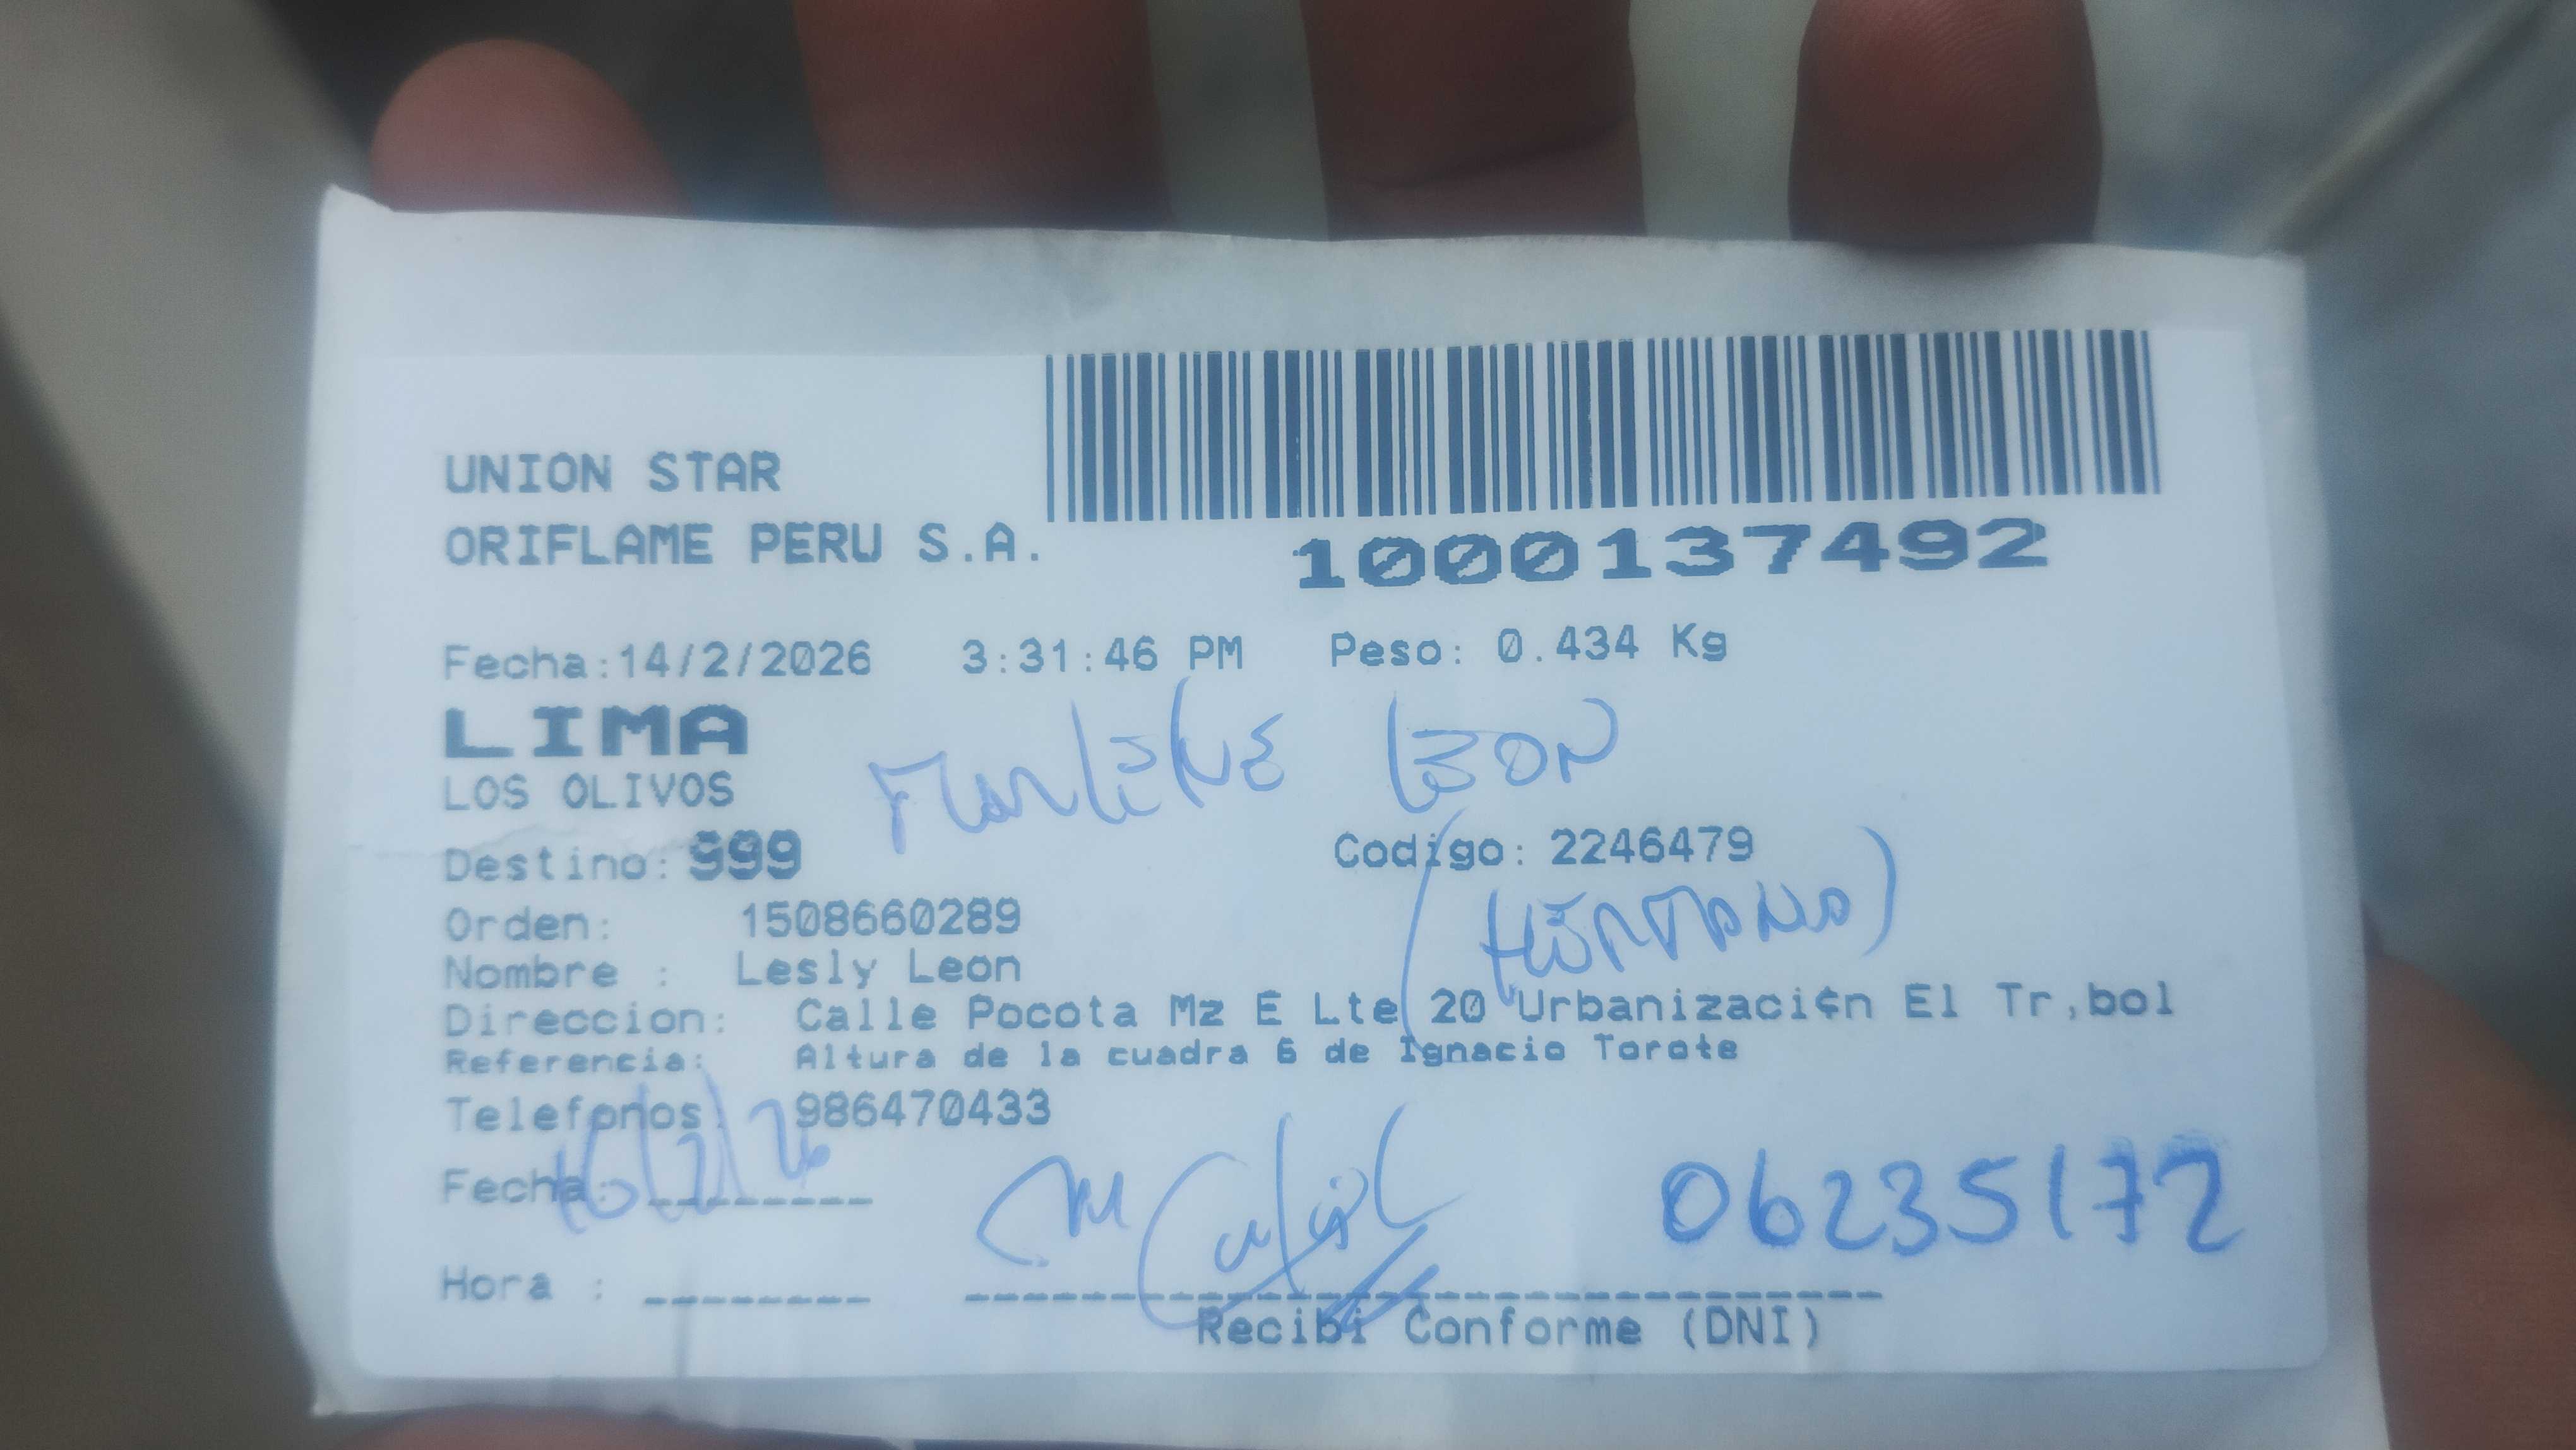 UNION STAR
ORIFLAME PERU S.A.
1000137492
Fecha:14/2/2026 3:31:46 PM Peso: 0.434 Kg
LIMA
LOS OLIVOS
MarlENE LEON
Destino: 999 Codigo: 2246479
(HERMANA)
Orden: 1508660289
Nombre : Lesly Leon
Direccion: Calle Pocota Mz E Lte 20 Urbanizaci¢n El Tr,bol
Referencia: Altura de la cuadra 6 de Ignacio Torote
Telefonos: 986470433
Fecha: 16/2/26
06235172
Hora :
Recibi Conforme (DNI)